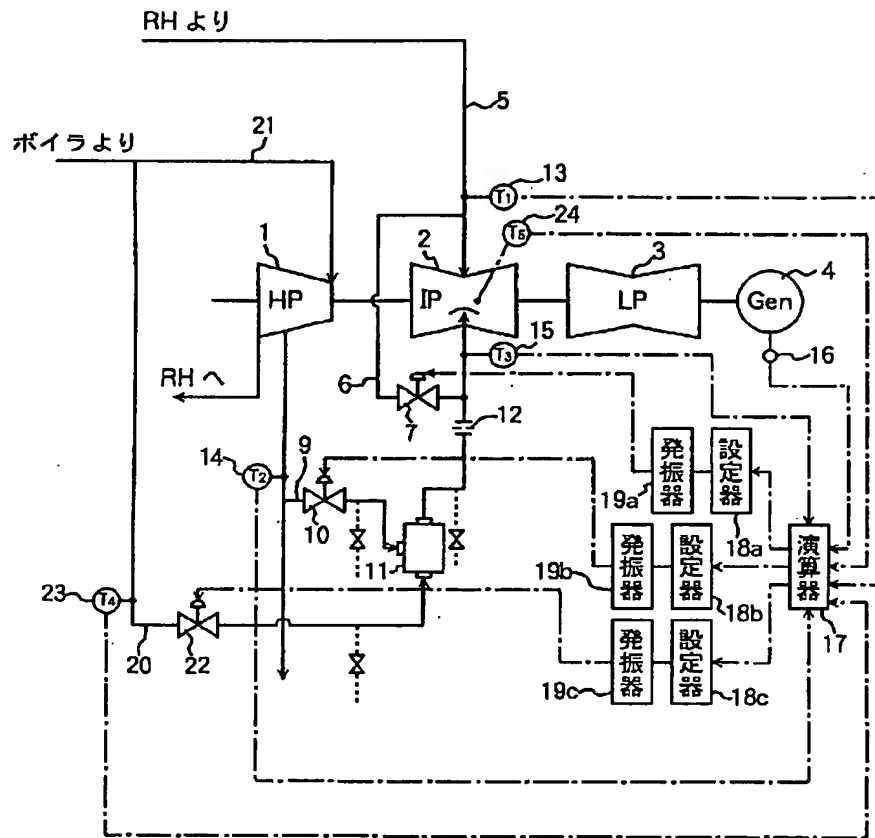 RHより
5
ボイラより
21
13
T1
24
T5
1
2
3
4
HP
IP
LP
Gen
15
T3
16
RHへ
6
7
12
14
T2
9
10
11
発振器
設定器
19a
18a
発振器
設定器
19b
18b
演算器
17
23
T4
20
22
発振器
設定器
19c
18c